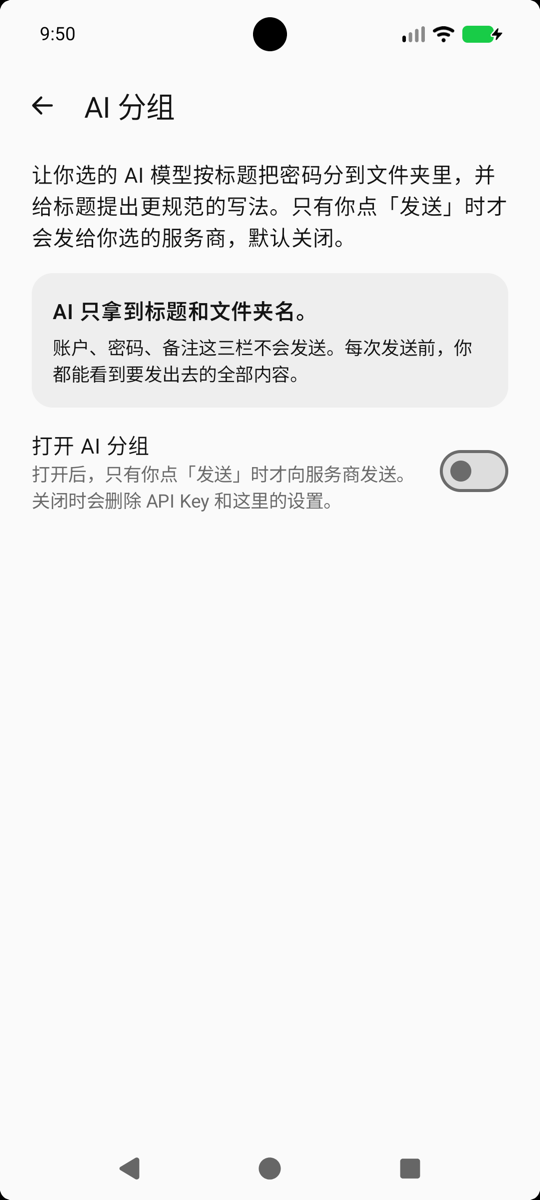 9:50
AI 分组
让你选的 AI 模型按标题把密码分到文件夹里，并
给标题提出更规范的写法。只有你点「发送」时才
会发给你选的服务商，默认关闭。
AI 只拿到标题和文件夹名。
账户、密码、备注这三栏不会发送。每次发送前，你
都能看到要发出去的全部内容。
打开 AI 分组
打开后，只有你点「发送」时才向服务商发送。
关闭时会删除 API Key 和这里的设置。